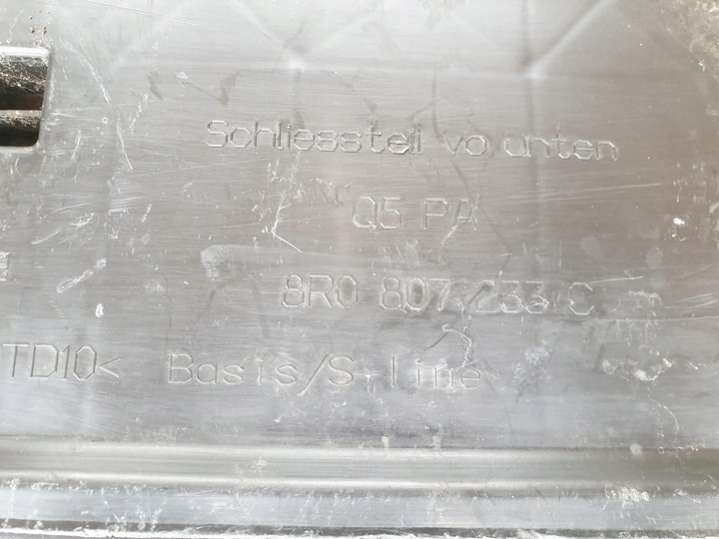 Schliessteil vo unten
Q5 PA
8R0 807 233 C
TD10< Basis/S-line